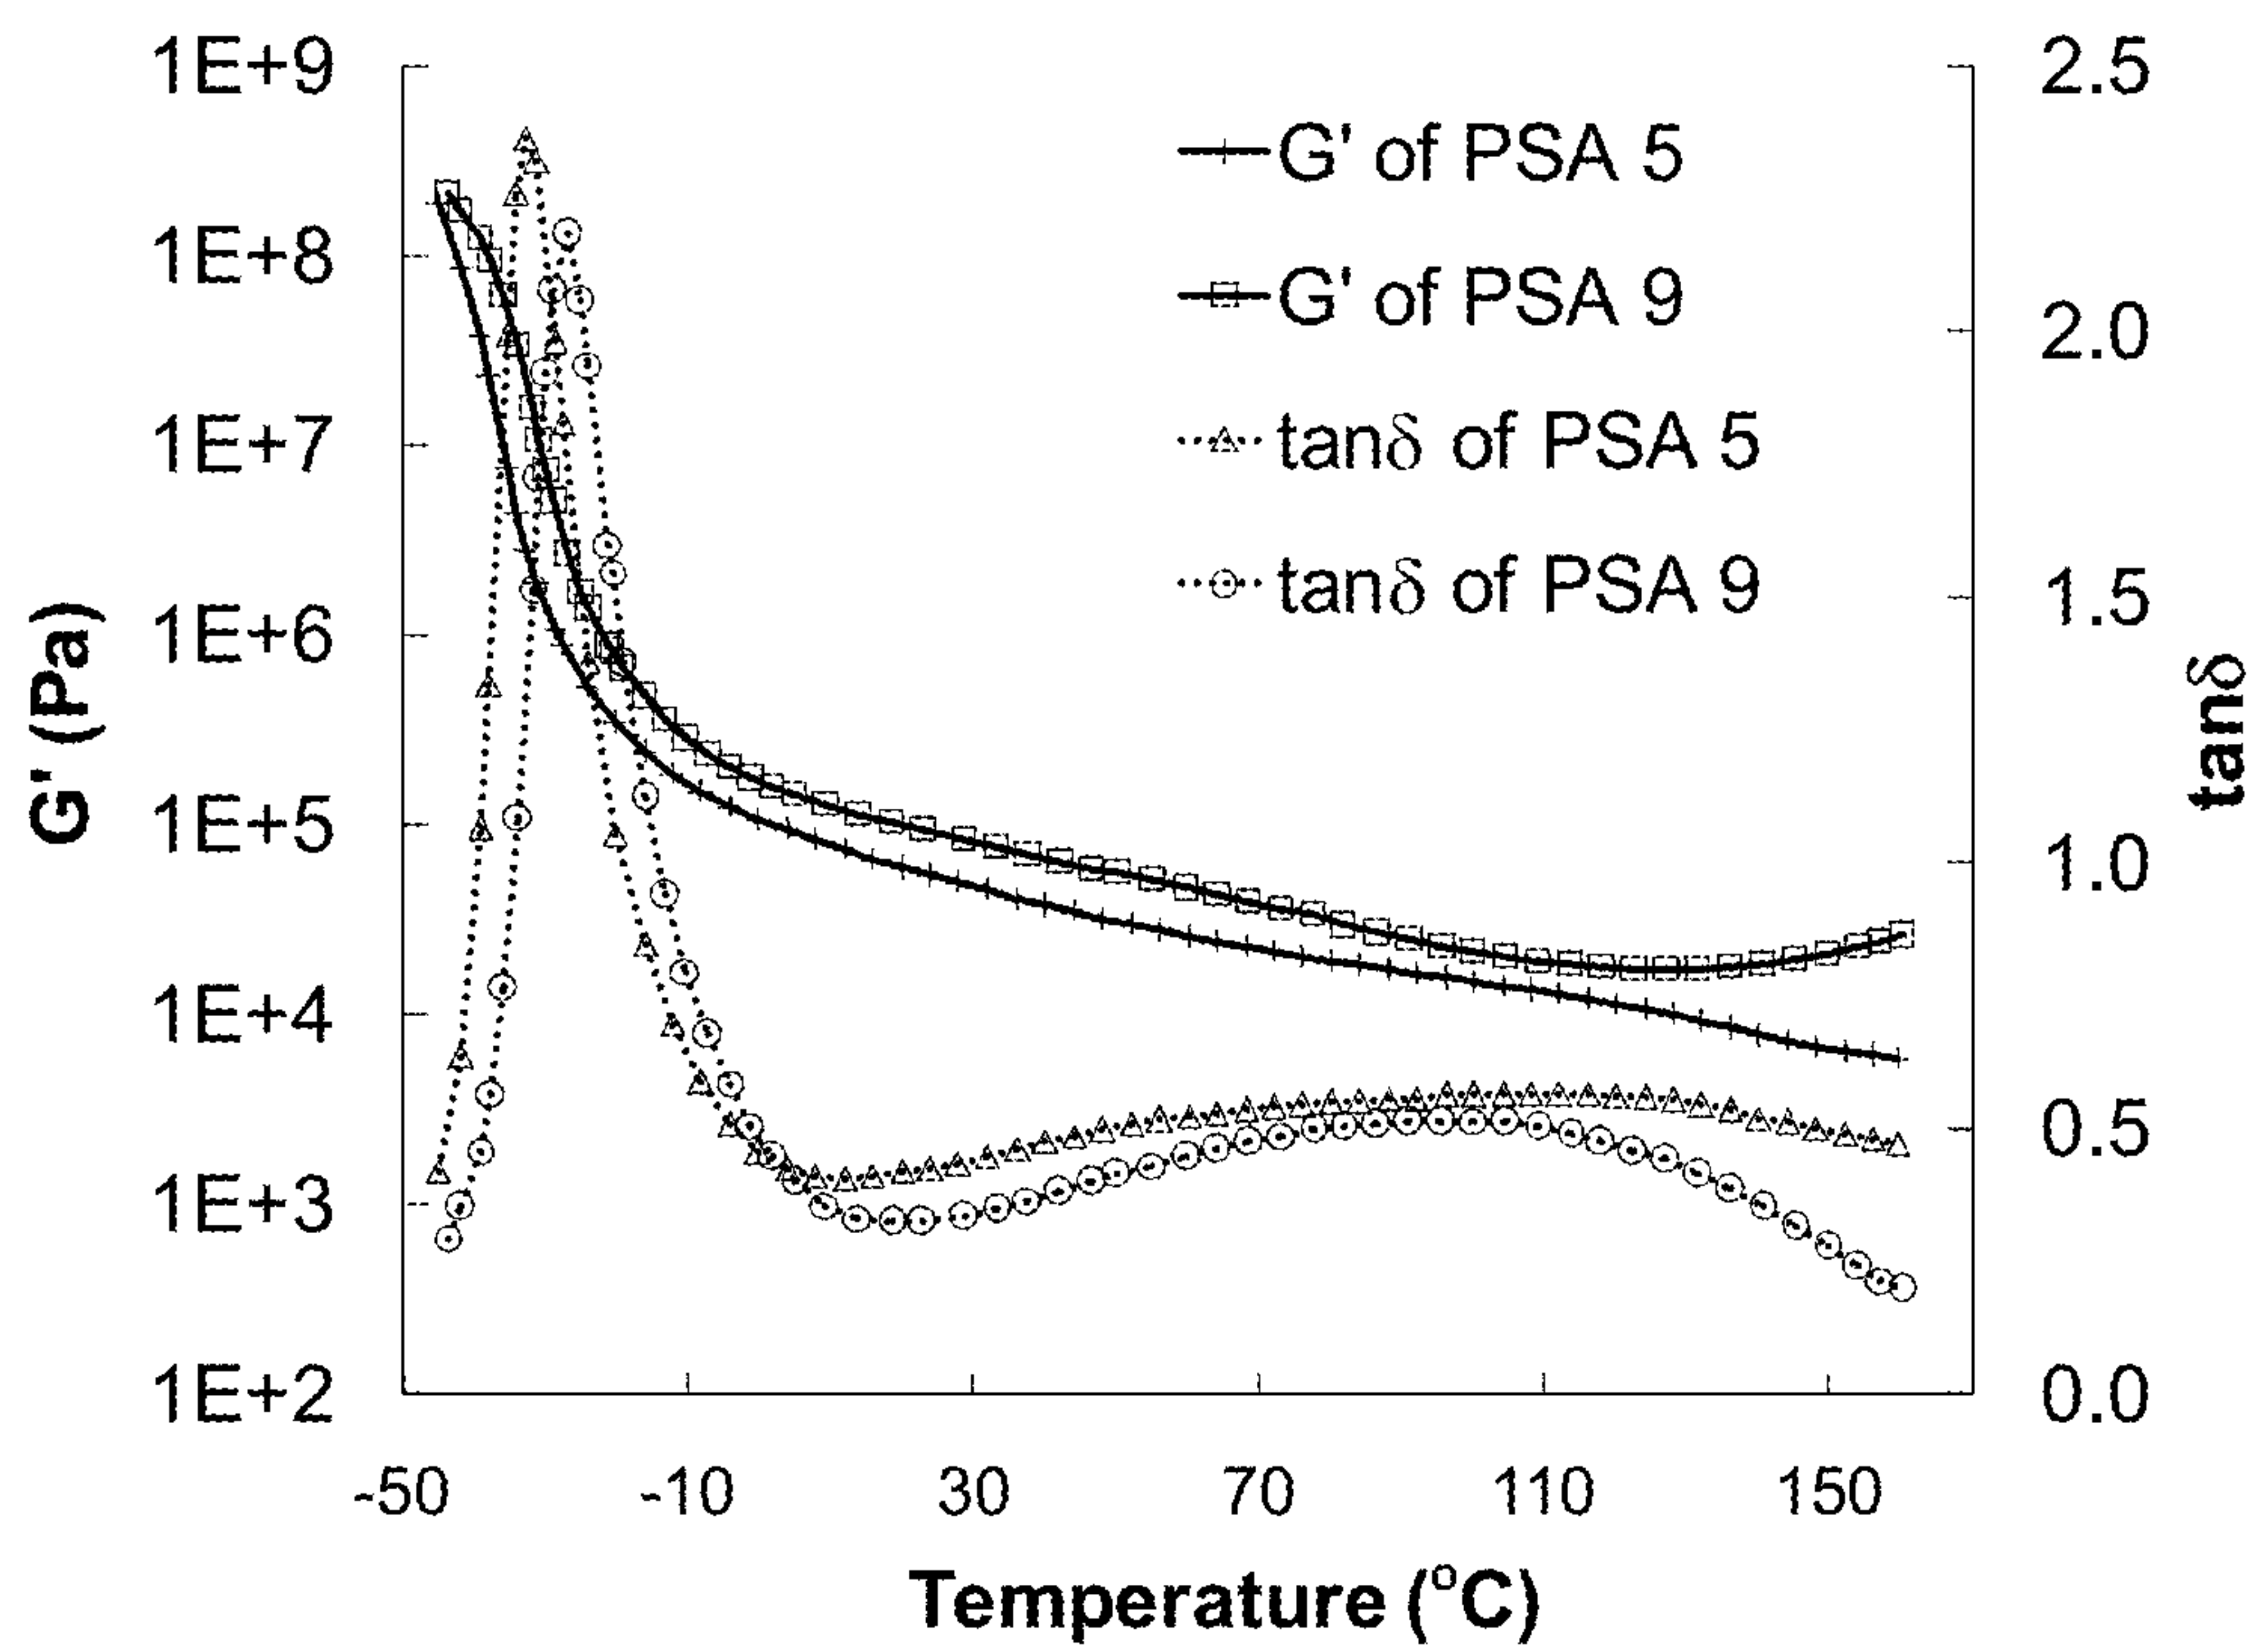 1E+9
1E+8
1E+7
1E+6
1E+5
1E+4
1E+3
1E+2
G' (Pa)
G' of PSA 5
G' of PSA 9
tanδ of PSA 5
tanδ of PSA 9
2.5
2.0
1.5
1.0
0.5
0.0
tanδ
-50 -10 30 70 110 150
Temperature (°C)